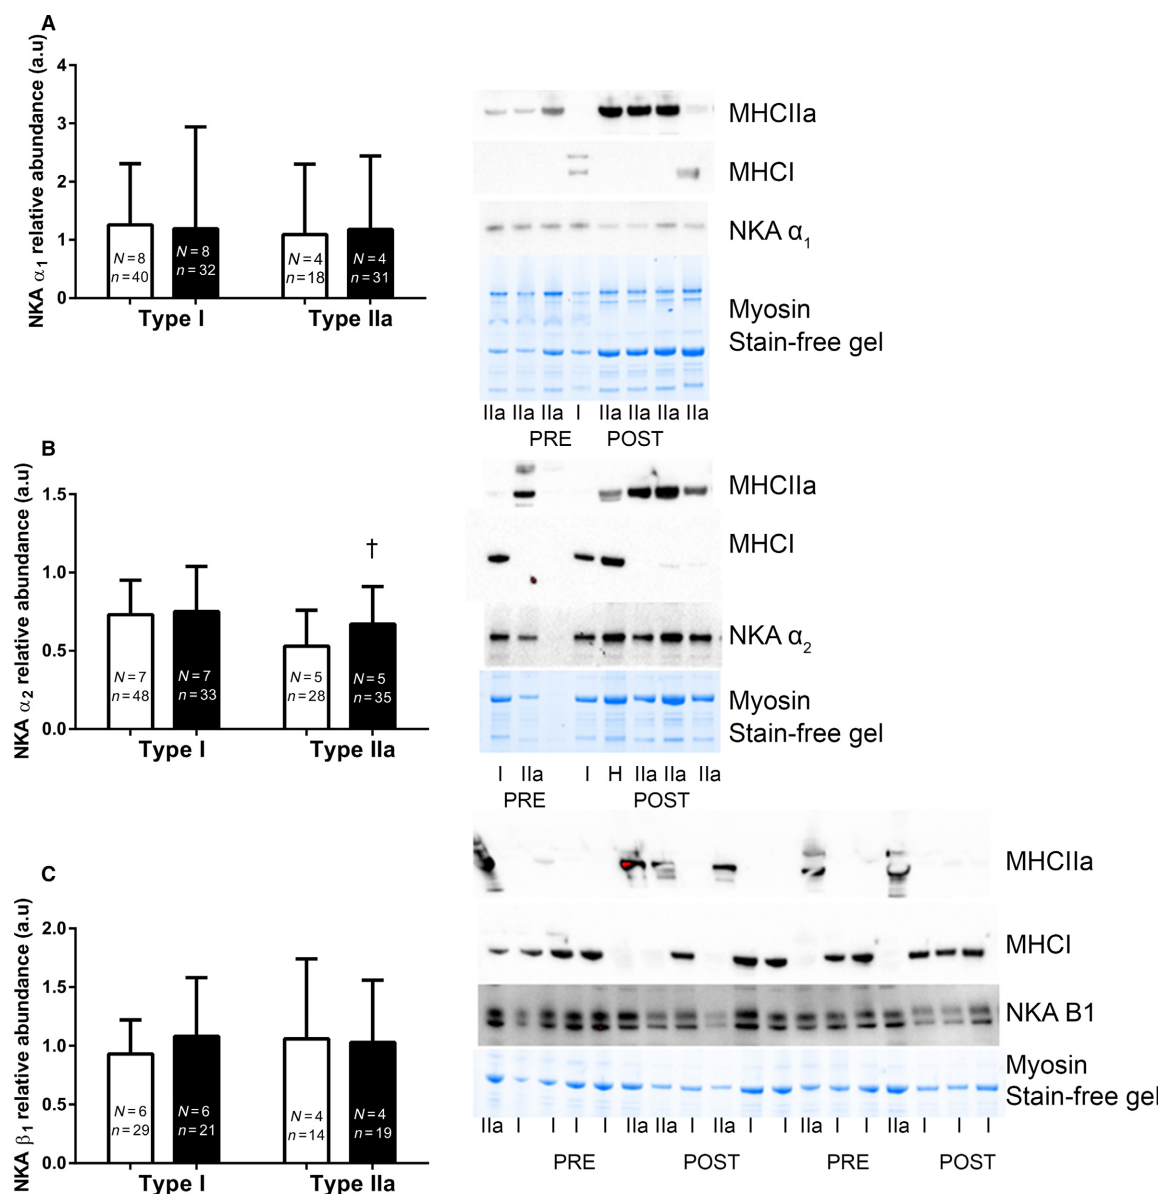 A
NKA α1 relative abundance (a.u)
4
3
2
1
0
N = 8
n=40
N = 8
n=32
N = 4
n=18
N = 4
n=31
Type I
Type IIa
MHCIIa
MHCI
NKA α1
Myosin
Stain-free gel
IIa IIa IIa I IIa IIa IIa IIa
PRE POST
B
NKA α2 relative abundance (a.u)
1.5
1.0
0.5
0.0
†
N = 7
n=48
N = 7
n=33
N = 5
n=28
N = 5
n=35
Type I
Type IIa
MHCIIa
MHCI
NKA α2
Myosin
Stain-free gel
I IIa I H IIa IIa IIa
PRE POST
C
NKA β1 relative abundance (a.u)
2.0
1.5
1.0
0.5
0.0
N = 6
n=29
N = 6
n=21
N = 4
n=14
N = 4
n=19
Type I
Type IIa
MHCIIa
MHCI
NKA B1
Myosin
Stain-free gel
IIa I I I I IIa IIa I IIa I I IIa I I IIa I I I
PRE POST PRE POST